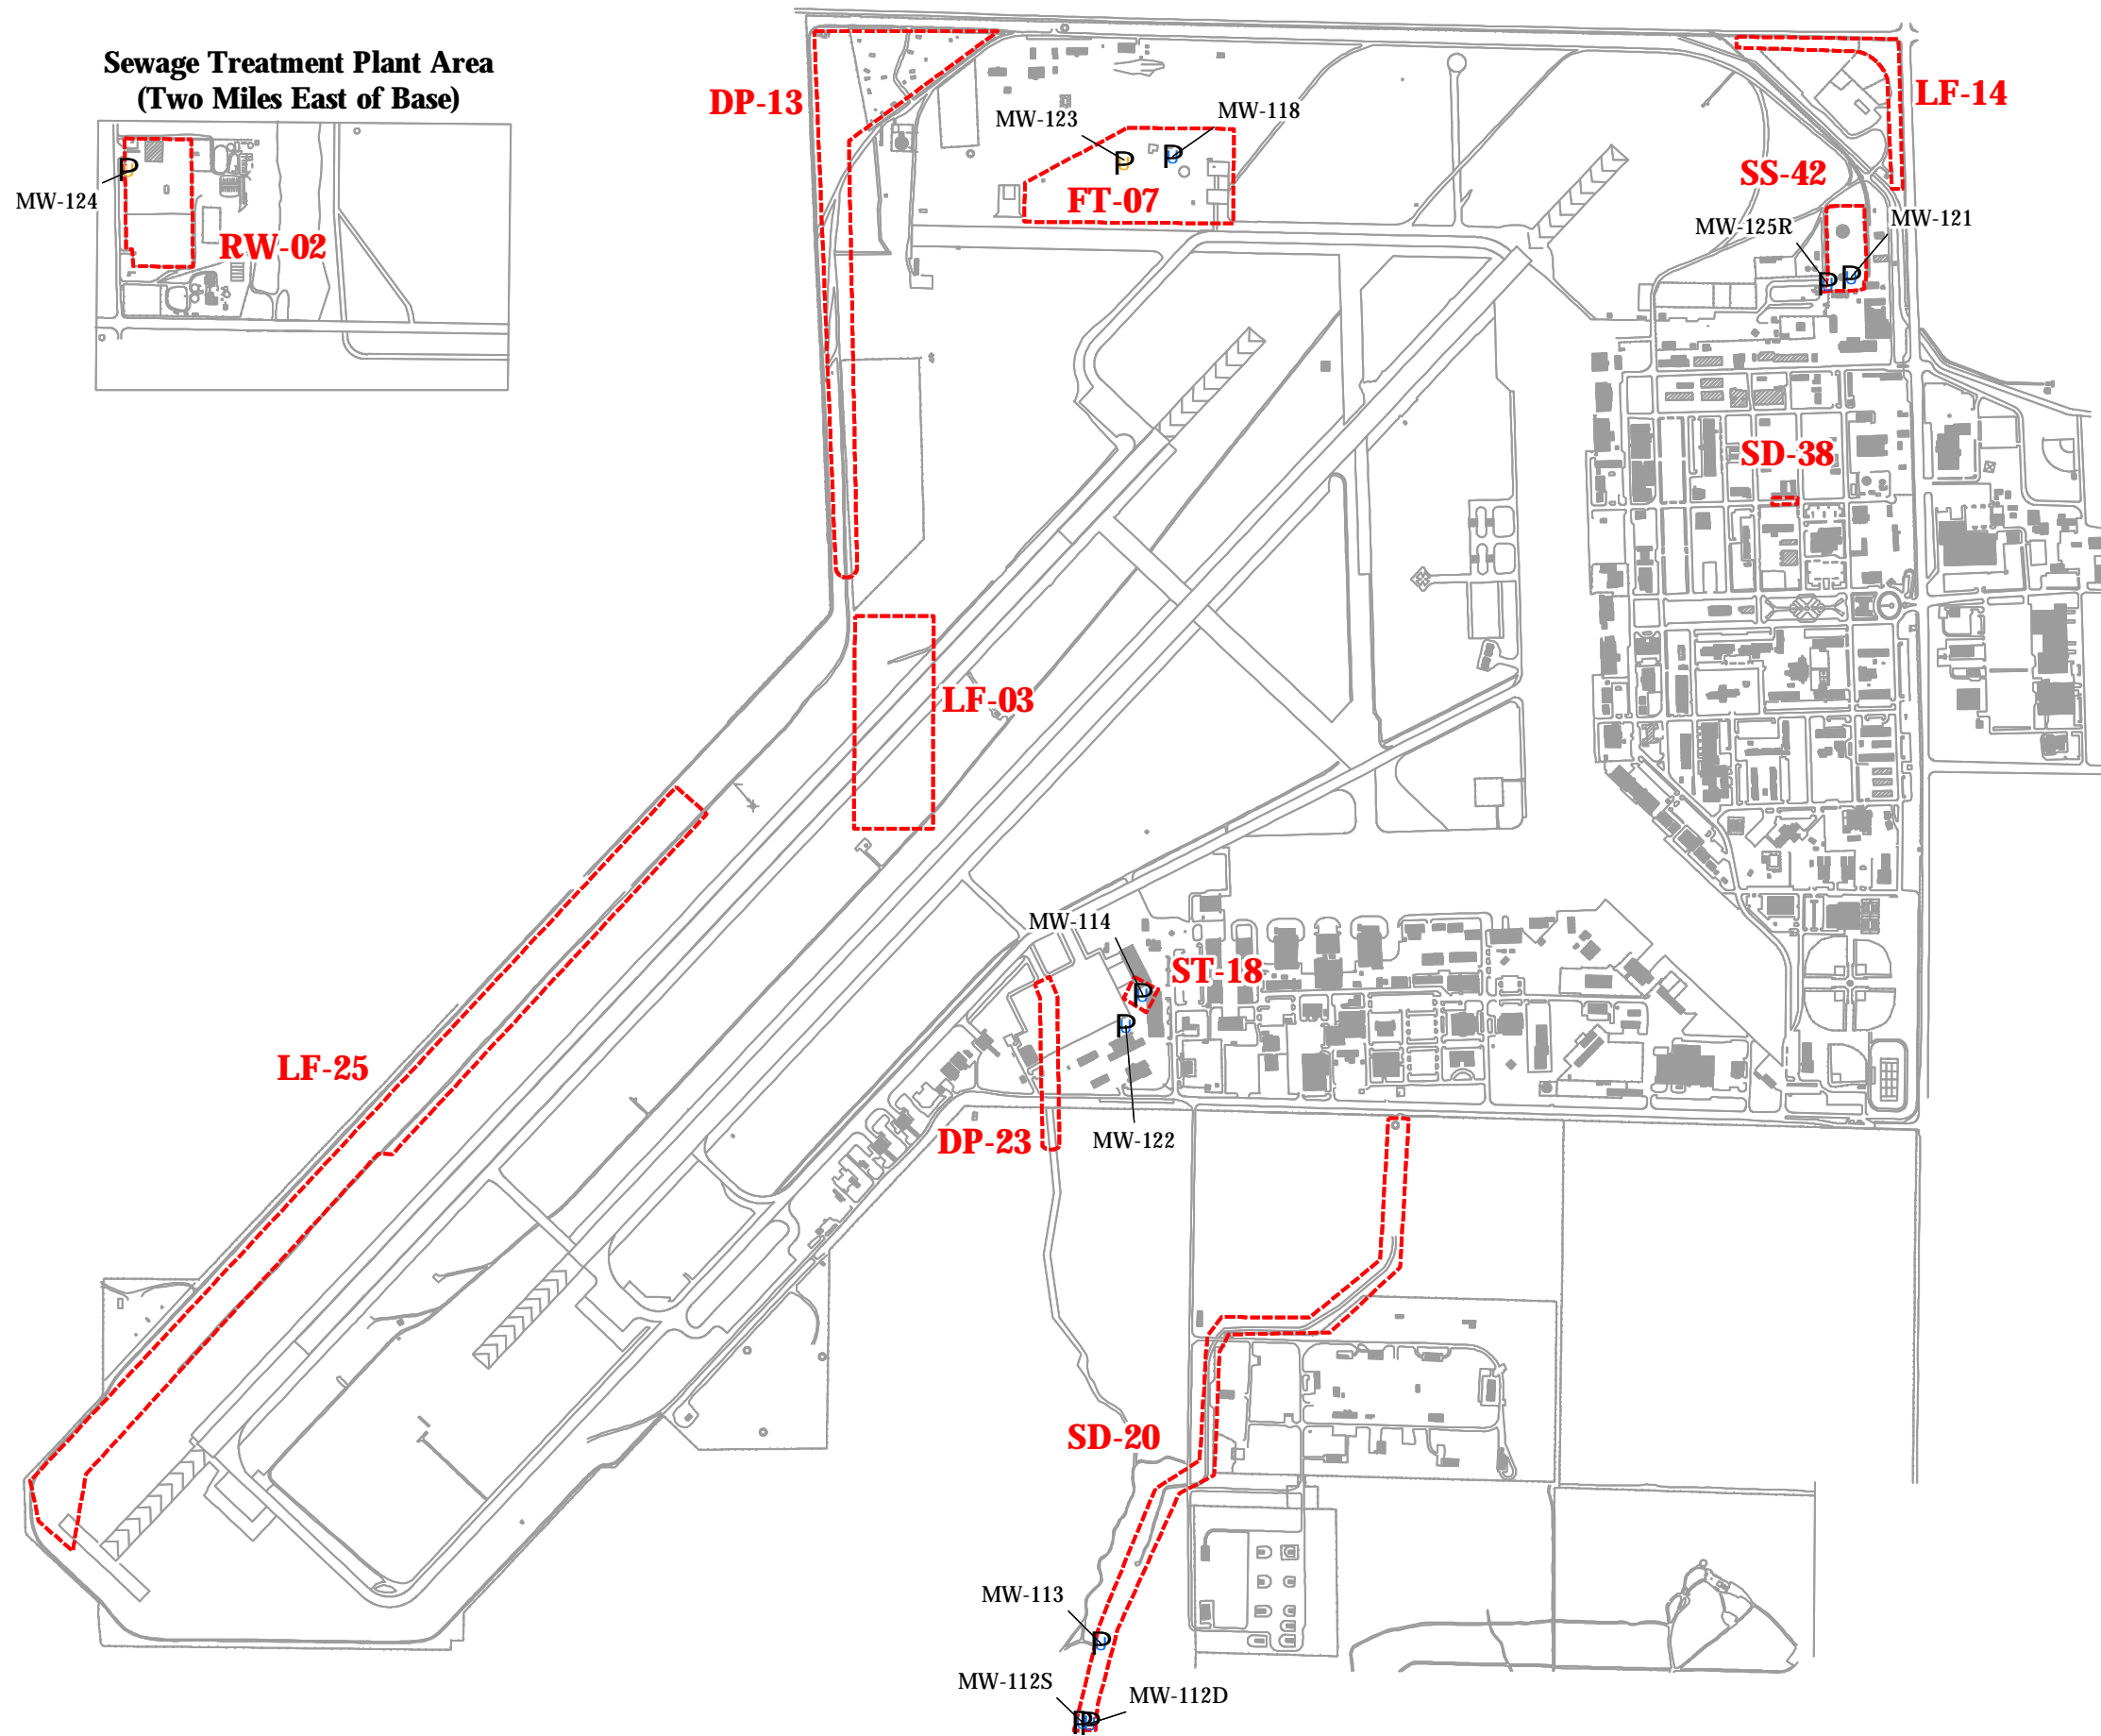 Sewage Treatment Plant Area
(Two Miles East of Base)
DP-13
LF-14
MW-123
MW-118
P
P
P
MW-124
FT-07
SS-42
MW-125R
MW-121
P
P
RW-02
SD-38
LF-03
MW-114
ST-18
P
P
LF-25
DP-23
MW-122
SD-20
MW-113
P
MW-112S
MW-112D
P
P